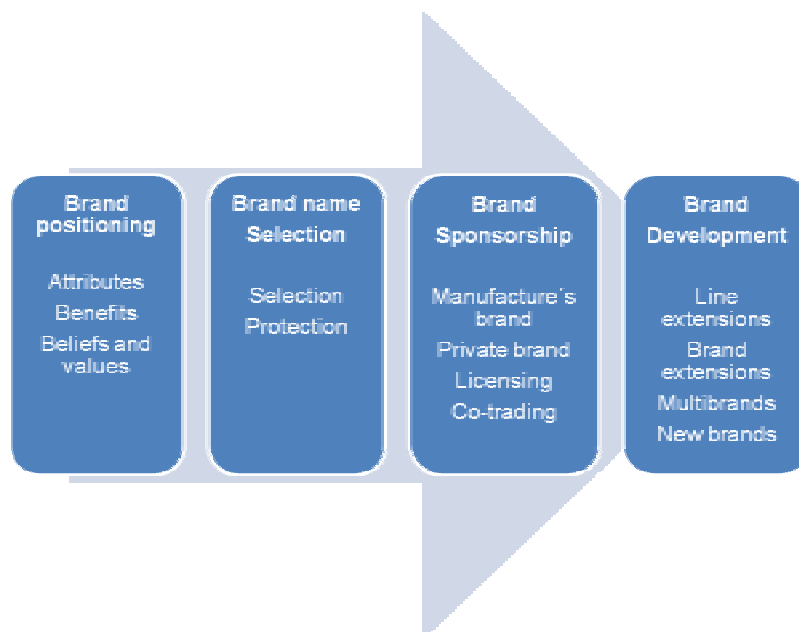 Brand
positioning
Attributes
Benefits
Beliefs and
values
Brand name
Selection
Selection
Protection
Brand
Sponsorship
Manufacture´s
brand
Private brand
Licensing
Co-trading
Brand
Development
Line
extensions
Brand
extensions
Multibrands
New brands